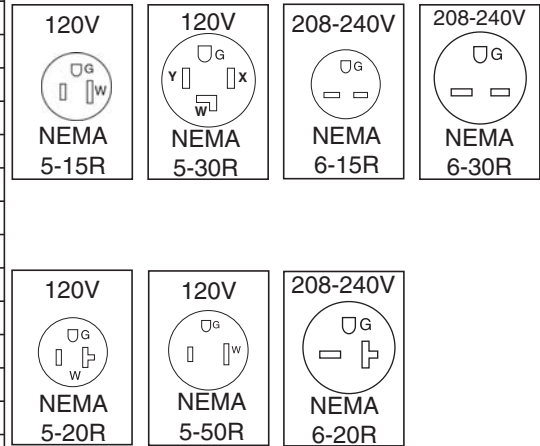 120V
G
W
NEMA
5-15R
120V
G
Y
X
W
NEMA
5-30R
208-240V
G
NEMA
6-15R
208-240V
G
NEMA
6-30R
120V
G
W
NEMA
5-20R
120V
G
W
NEMA
5-50R
208-240V
G
NEMA
6-20R